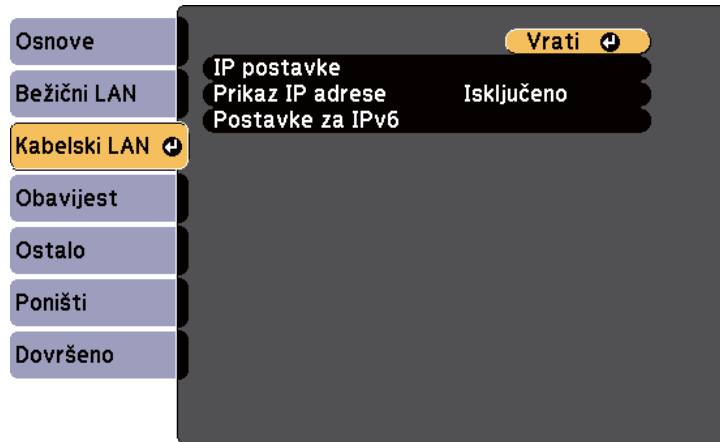 Osnove
Bežični LAN
Kabelski LAN
Obavijest
Ostalo
Poništi
Dovršeno
Vrati
IP postavke
Prikaz IP adrese Isključeno
Postavke za IPv6